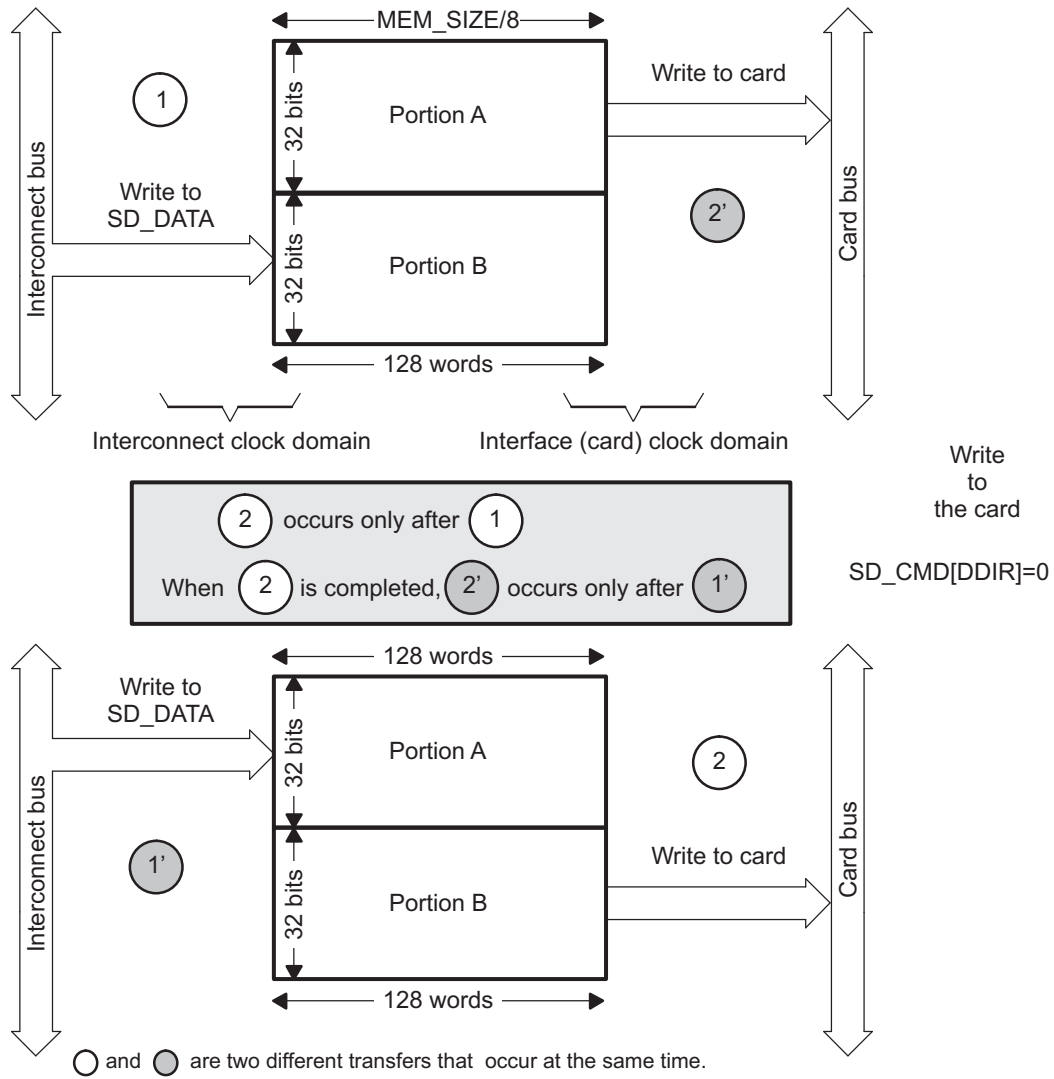 MEM_SIZE/8
Interconnect bus
1
Write to
SD_DATA
32 bits
Portion A
32 bits
Portion B
128 words
Write to card
2’
Card bus
Interconnect clock domain
Interface (card) clock domain
2 occurs only after 1
When 2 is completed, 2’ occurs only after 1’
Write
to
the card
SD_CMD[DDIR]=0
128 words
Interconnect bus
Write to
SD_DATA
1’
32 bits
Portion A
32 bits
Portion B
128 words
2
Write to card
Card bus
and are two different transfers that occur at the same time.